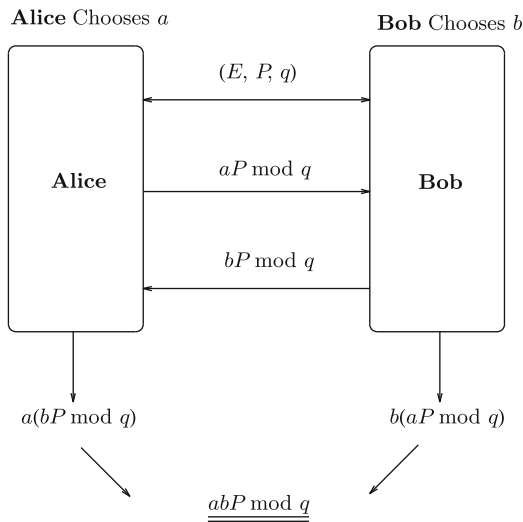 Alice Chooses a
Bob Chooses b
(E, P, q)
aP mod q
Alice
Bob
bP mod q
a(bP mod q)
b(aP mod q)
abP mod q